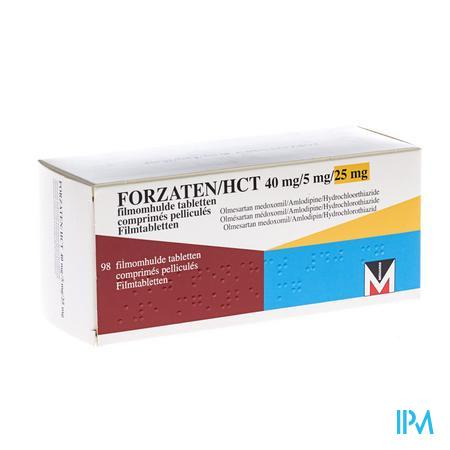 FORZATEN/HCT 40 mg/5 mg/25 mg
filmomhulde tabletten
comprimés pelliculés
Filmtabletten
Olmesartan medoxomil/Amlodipine/Hydrochloorthiazide
Olmésartan médoxomil/Amlodipine/Hydrochlorothiazide
Olmesartan medoxomil/Amlodipin/Hydrochlorothiazid
98 filmomhulde tabletten
comprimés pelliculés
Filmtabletten
M
FORZATEN/HCT 40 mg/5 mg/25 mg
IPM